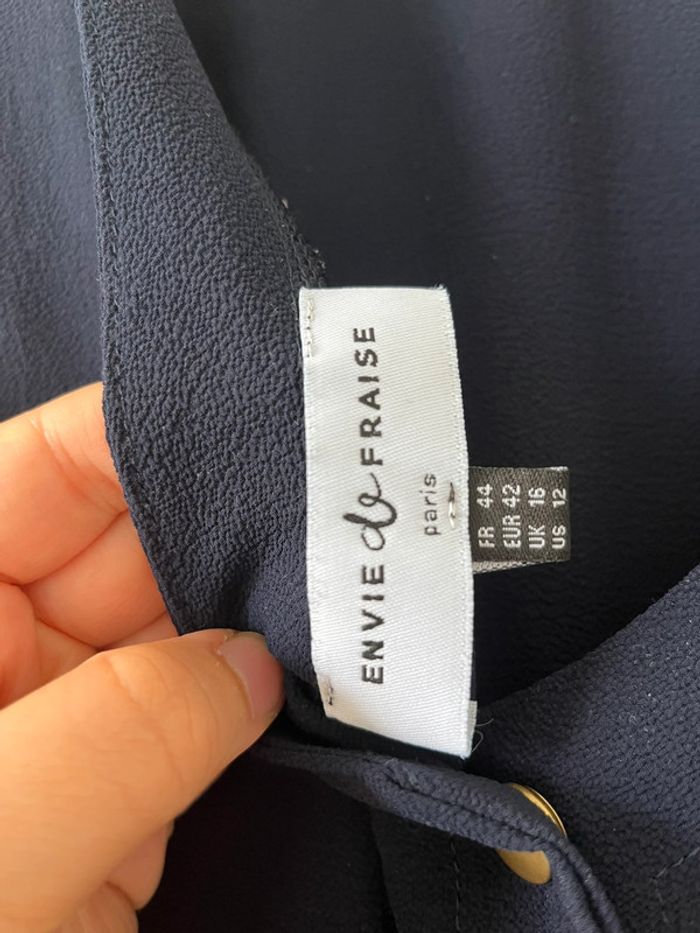 ENVIE de FRAISE
paris
FR 44
EUR 42
UK 16
US 12